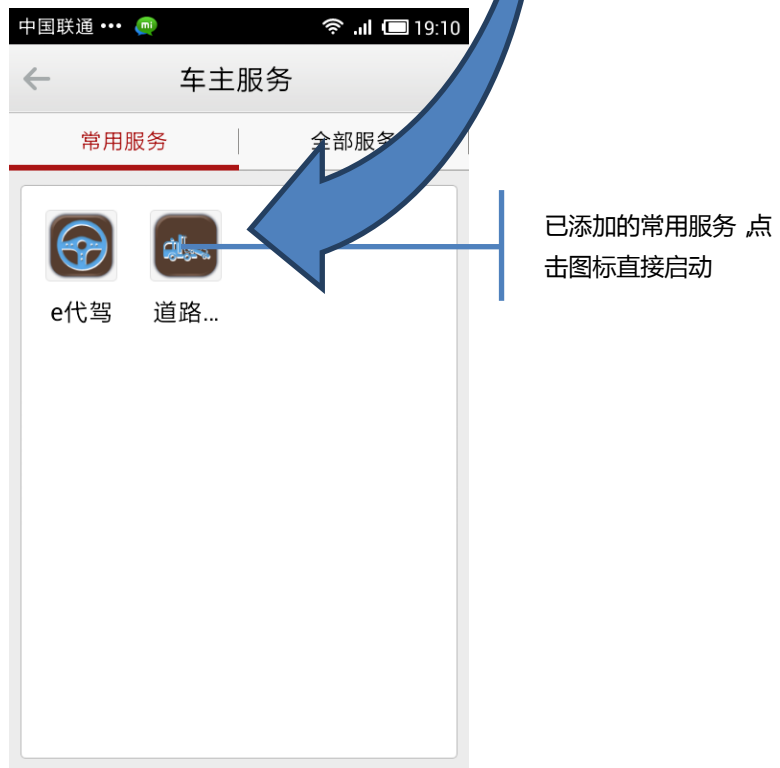 中国联通 ••• mi 19:10
车主服务
常用服务 全部服务
e代驾 道路...
已添加的常用服务,点
击图标直接启动